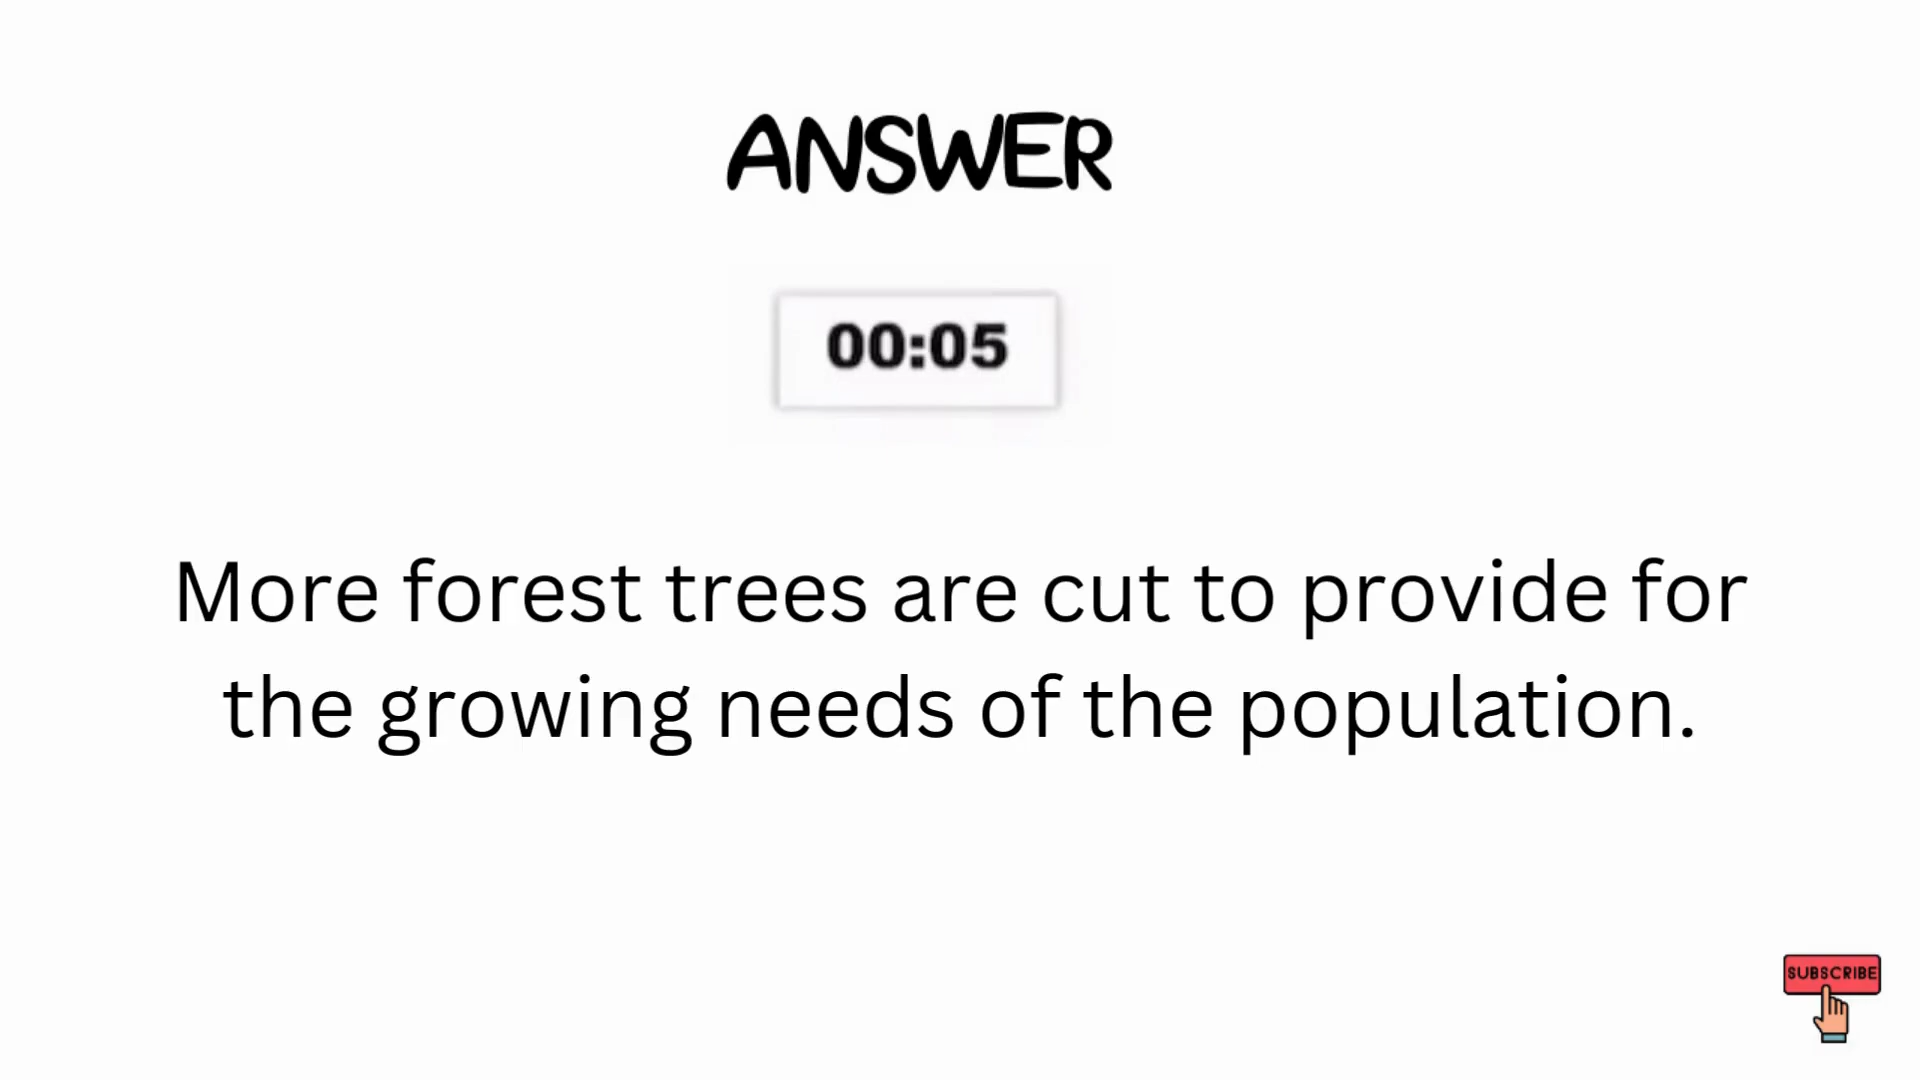 ANSWER
00:05
More forest trees are cut to provide for
the growing needs of the population.
SUBSCRIBE